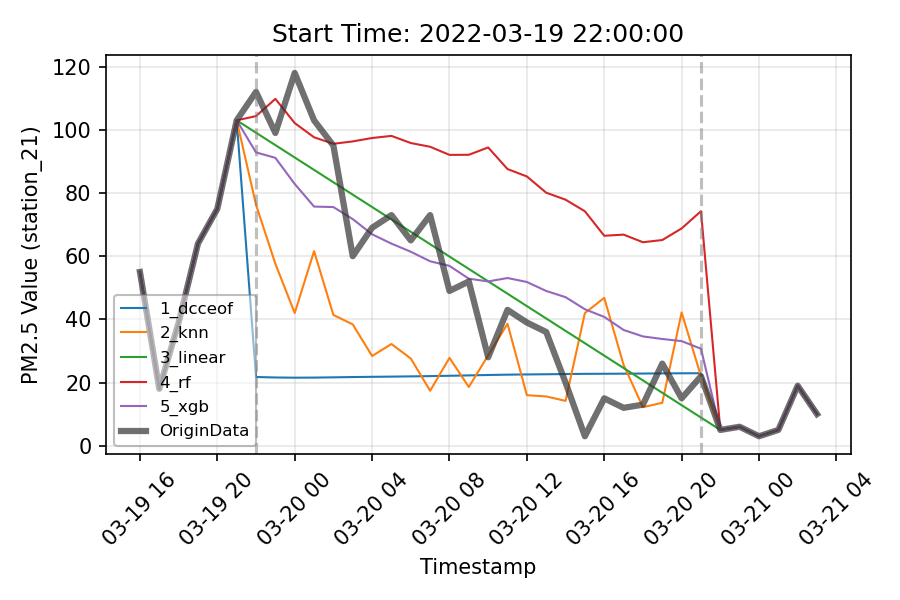 Start Time: 2022-03-19 22:00:00
PM2.5 Value (station_21)
120
100
80
60
40
20
0
1_dcceof
2_knn
3_linear
4_rf
5_xgb
OriginData
03-19 16
03-19 20
03-20 00
03-20 04
03-20 08
03-20 12
03-20 16
03-20 20
03-21 00
03-21 04
Timestamp